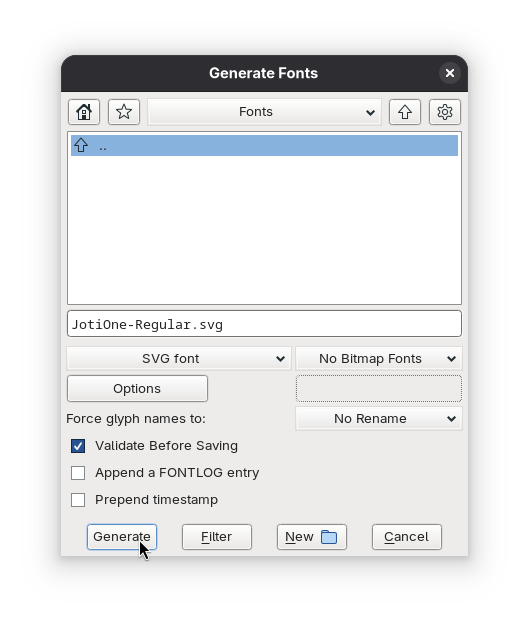 Generate Fonts
Fonts
..
JotiOne-Regular.svg
SVG font
No Bitmap Fonts
Options
Force glyph names to:
No Rename
Validate Before Saving
Append a FONTLOG entry
Prepend timestamp
Generate
Filter
New
Cancel